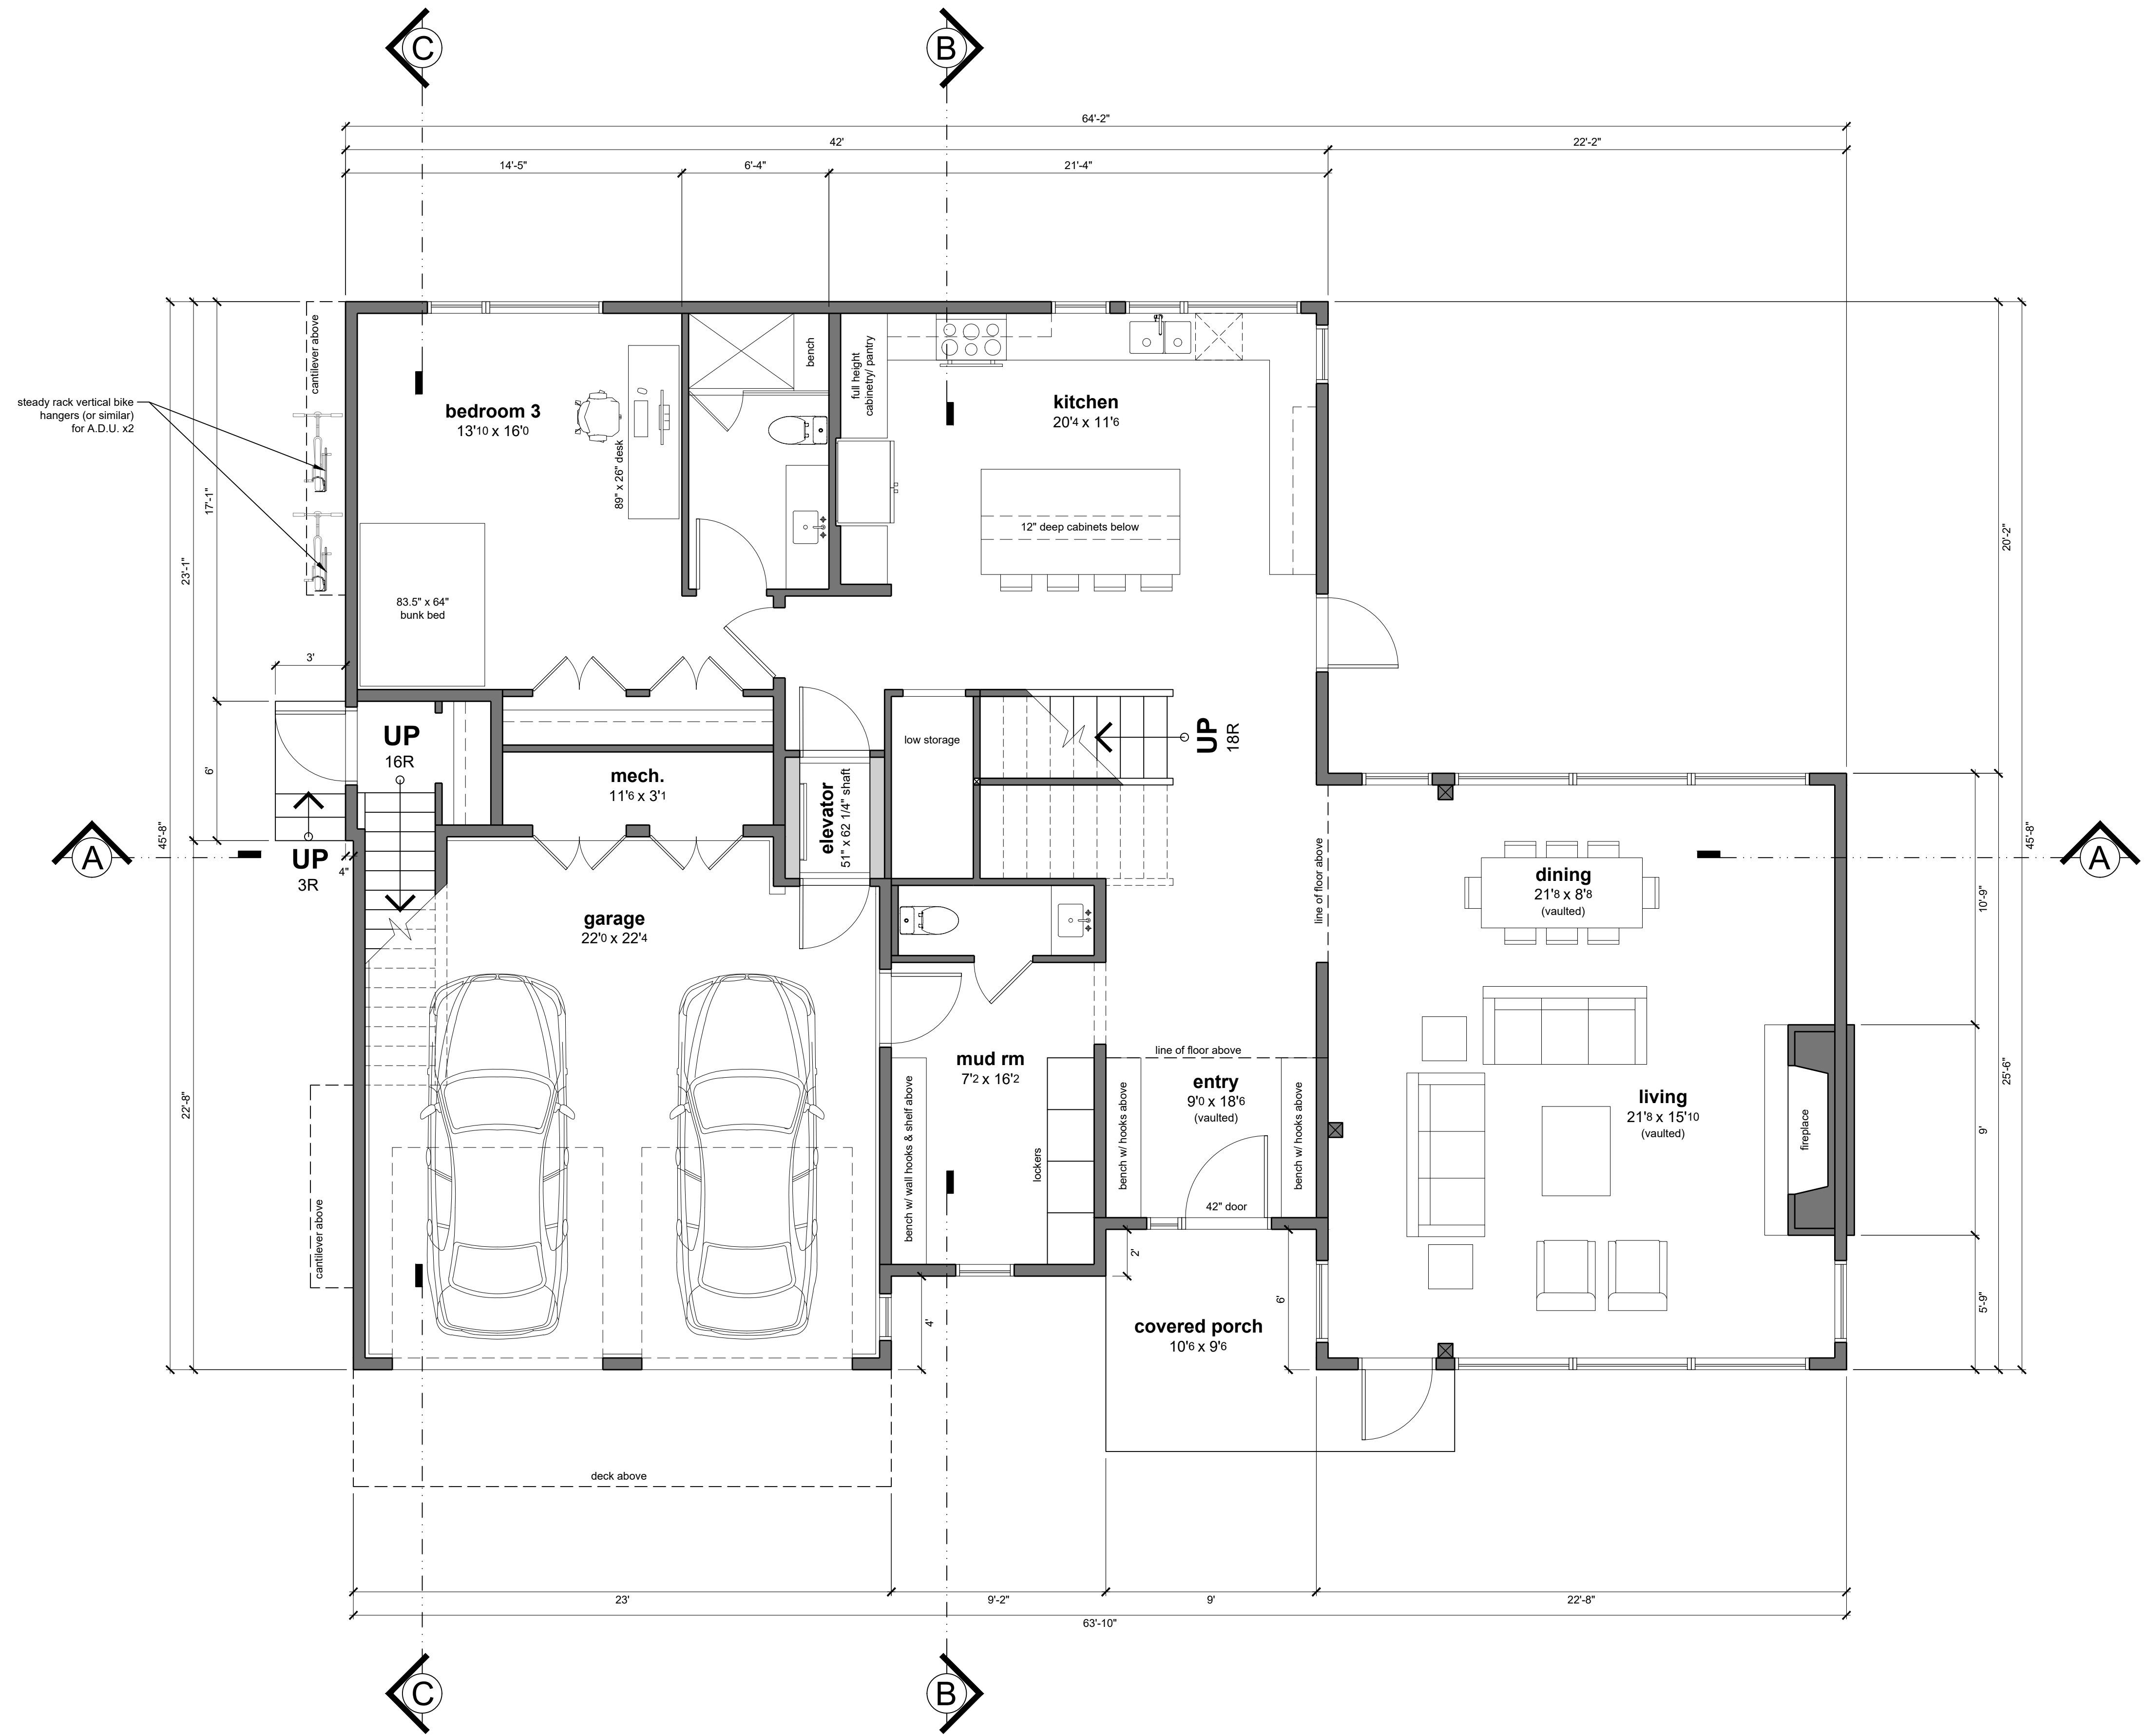 C
B
64'-2"
42'
22'-2"
14'-5"
6'-4"
21'-4"
cantilever above
steady rack vertical bike
hangers (or similar)
for A.D.U. x2
bedroom 3
13'10 x 16'0
89" x 26" desk
83.5" x 64"
bunk bed
bench
full height
cabinetry/ pantry
kitchen
20'4 x 11'6
12" deep cabinets below
17'-1"
23'-1"
45'-8"
6'
3'
20'-2"
45'-8"
UP
16R
UP
3R
4"
mech.
11'6 x 3'1
elevator
51" x 62 1/4" shaft
low storage
UP
18R
A
A
line of floor above
dining
21'8 x 8'8
(vaulted)
10'-9"
25'-6"
9'
5'-9"
garage
22'0 x 22'4
22'-8"
cantilever above
mud rm
7'2 x 16'2
bench w/ wall hooks & shelf above
lockers
line of floor above
entry
9'0 x 18'6
(vaulted)
bench w/ hooks above
bench w/ hooks above
42" door
living
21'8 x 15'10
(vaulted)
fireplace
2'
4'
6'
covered porch
10'6 x 9'6
deck above
23'
9'-2"
9'
22'-8"
63'-10"
C
B